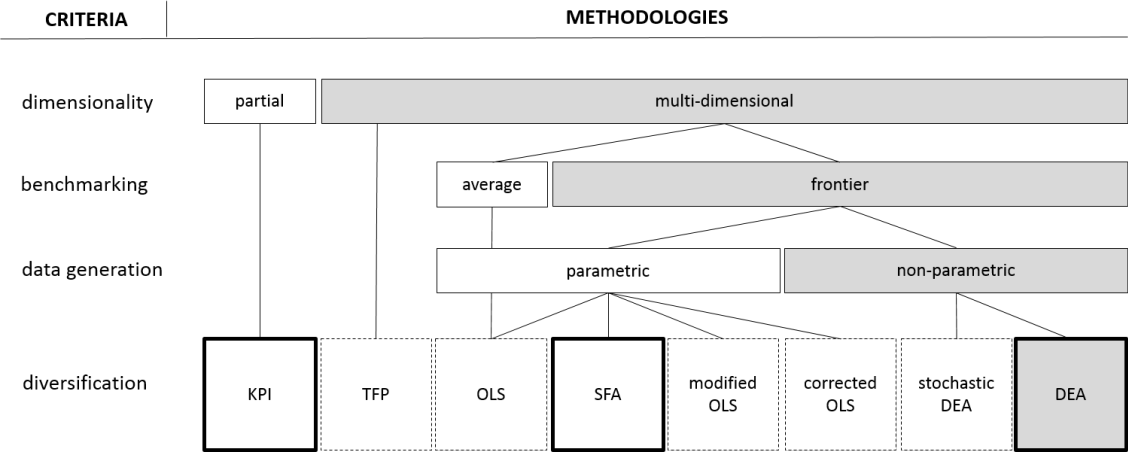 CRITERIA METHODOLOGIES
dimensionality partial multi-dimensional
benchmarking average frontier
data generation parametric non-parametric
diversification KPI TFP OLS SFA modified OLS corrected OLS stochastic DEA DEA